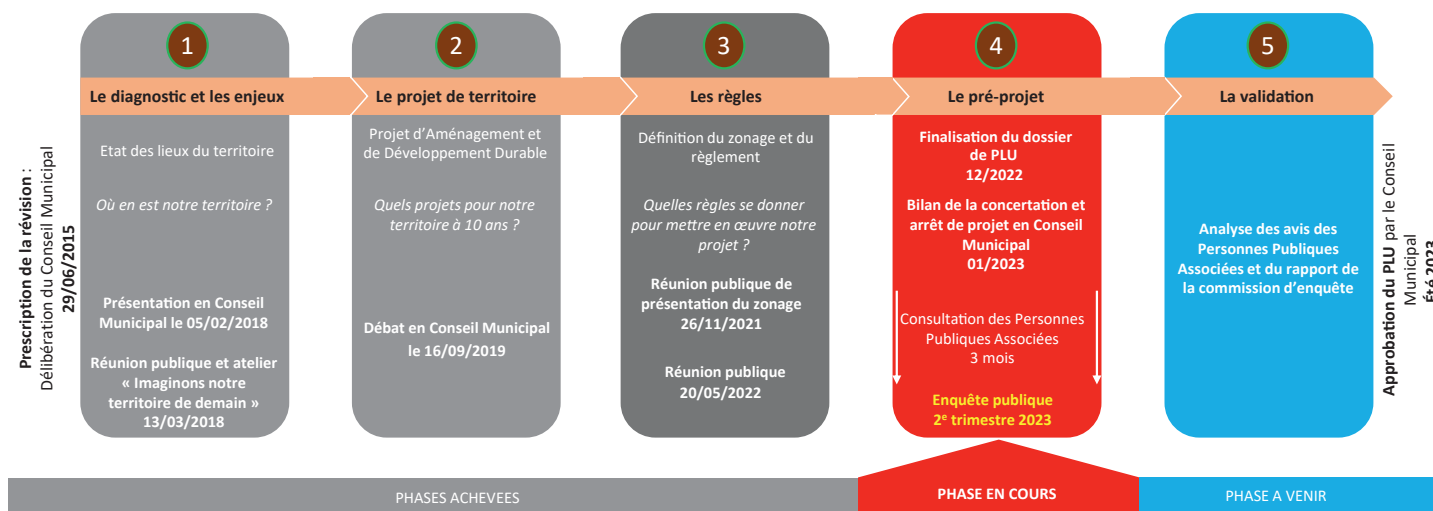 Prescription de la révision :
Délibération du Conseil Municipal
29/06/2015
1
Le diagnostic et les enjeux
Etat des lieux du territoire
Où en est notre territoire ?
Présentation en Conseil
Municipal le 05/02/2018
Réunion publique et atelier
« Imaginons notre
territoire de demain »
13/03/2018
2
Le projet de territoire
Projet d'Aménagement et
de Développement Durable
Quels projets pour notre
territoire à 10 ans ?
Débat en Conseil Municipal
le 16/09/2019
3
Les règles
Définition du zonage et du
règlement
Quelles règles se donner
pour mettre en œuvre notre
projet ?
Réunion publique de
présentation du zonage
26/11/2021
Réunion publique
20/05/2022
4
Le pré-projet
Finalisation du dossier
de PLU
12/2022
Bilan de la concertation et
arrêt de projet en Conseil
Municipal
01/2023
Consultation des Personnes
Publiques Associées
3 mois
Enquête publique
2e trimestre 2023
5
La validation
Analyse des avis des
Personnes Publiques
Associées et du rapport de
la commission d'enquête
Approbation du PLU par le Conseil
Municipal
Été 2023
PHASES ACHEVEES
PHASE EN COURS
PHASE A VENIR